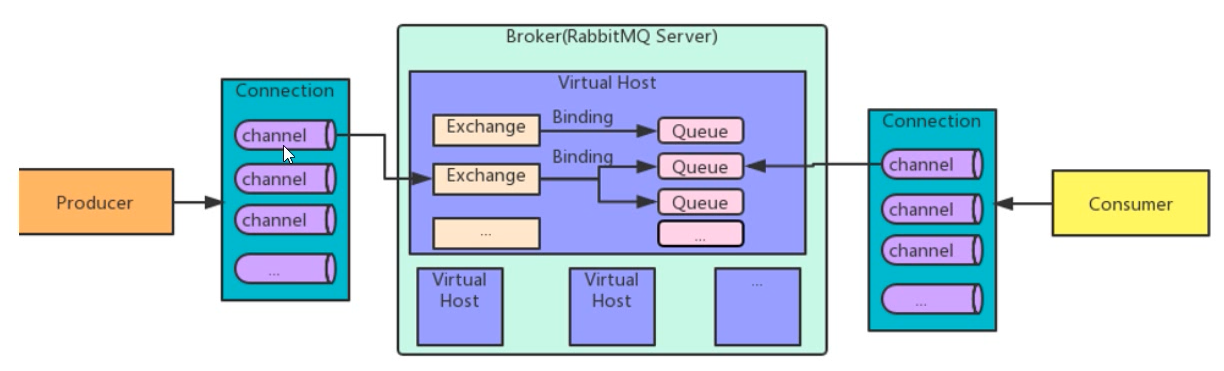 Broker(RabbitMQ Server)
Virtual Host
Connection
channel
channel
channel
...
Producer
Exchange
Binding
Queue
Exchange
Binding
Queue
Queue
...
...
Virtual
Host
Virtual
Host
...
Connection
channel
channel
channel
...
Consumer